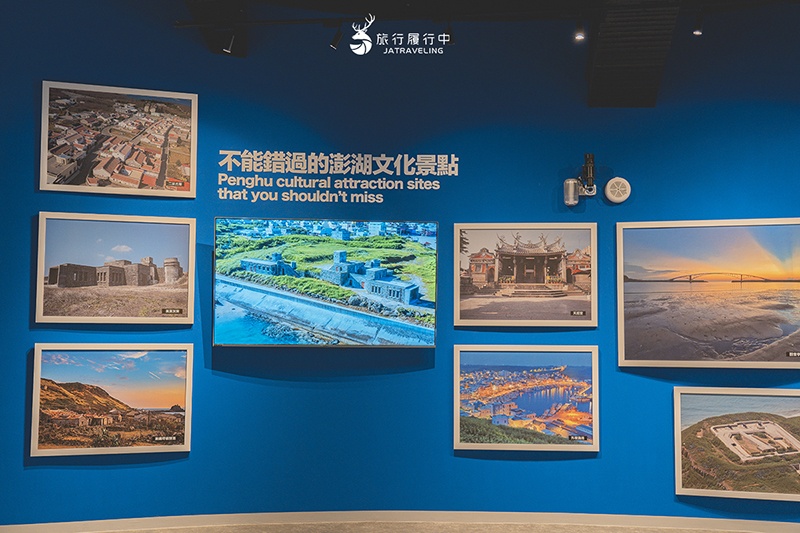 旅行履行中
JATRAVELING
不能錯過的澎湖文化景點
Penghu cultural attraction sites
that you shouldn't miss